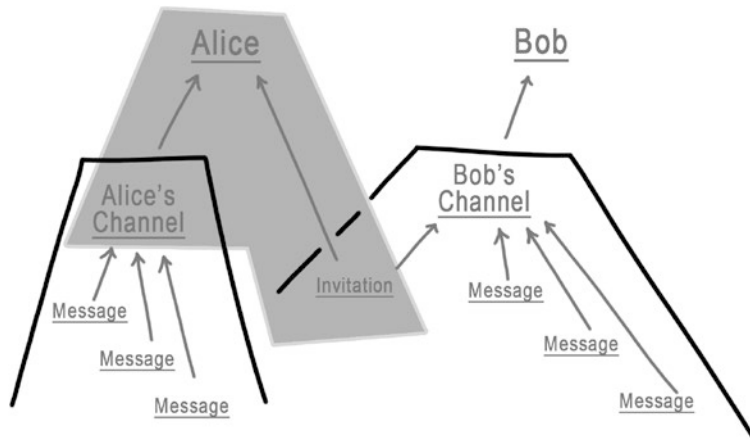 Alice
Bob
Alice's
Channel
Bob's
Channel
Invitation
Message
Message
Message
Message
Message
Message